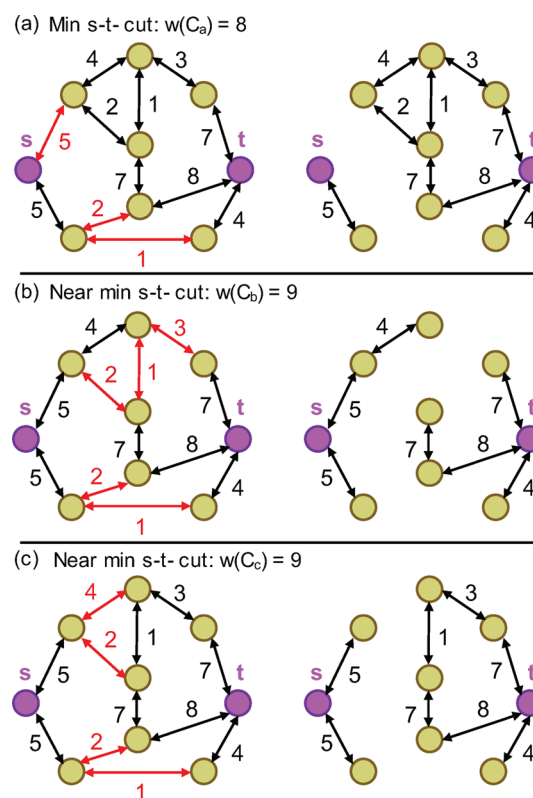 (a) Min s-t- cut: w(Cₐ) = 8
4 3 4 3
2 1 2 1
s 5 7 t s 7 t
5 2 7 8 4 5 7 8 4
1
(b) Near min s-t- cut: w(C_b) = 9
4 3 4
2 1
s 5 7 t s 5 7 t
5 2 7 8 4 5 7 8 4
1
(c) Near min s-t- cut: w(C_c) = 9
4 3 3
2 1 1
s 5 7 t s 5 7 t
5 2 7 8 4 5 7 8 4
1